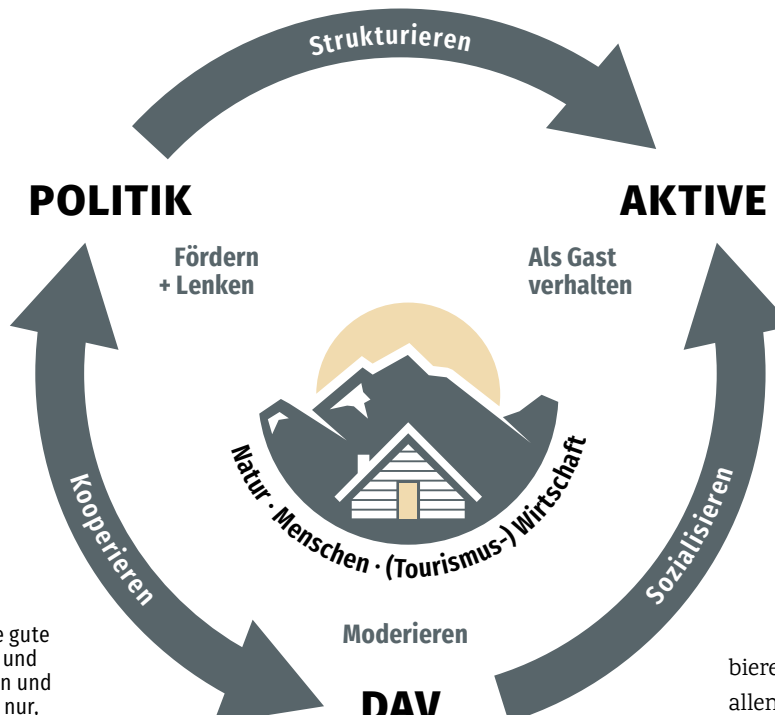 Strukturieren
POLITIK
AKTIVE
Fördern
+ Lenken
Als Gast
verhalten
Natur · Menschen · (Tourismus-) Wirtschaft
Kooperieren
Sozialisieren
Moderieren
DAV
e gute
und
n und
nur,
biere
allen